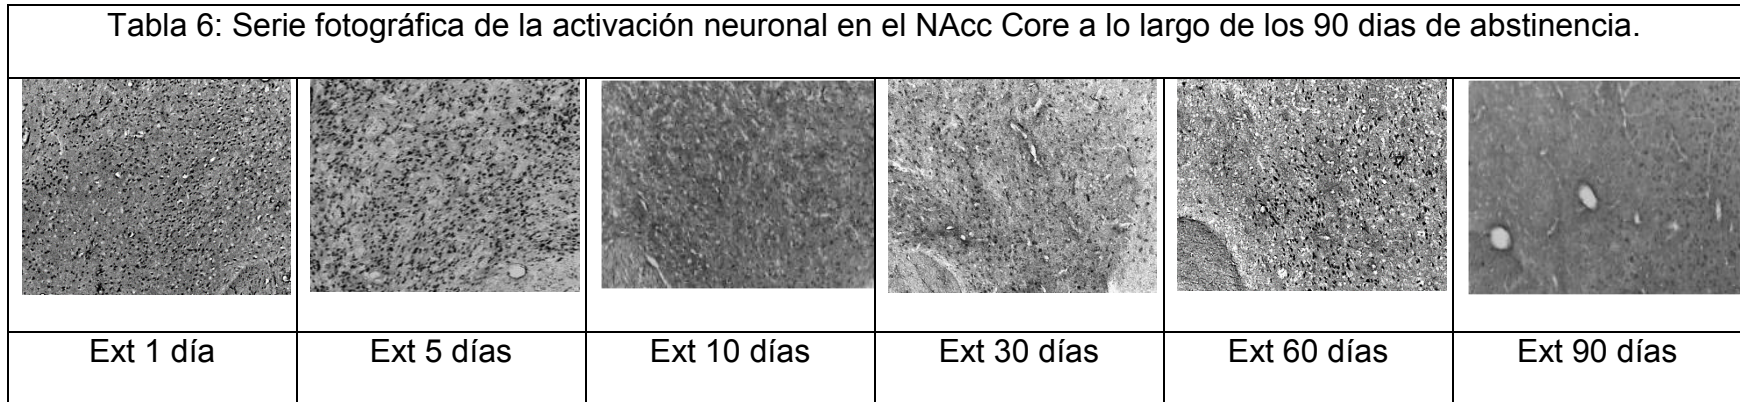 Tabla 6: Serie fotográfica de la activación neuronal en el NAcc Core a lo largo de los 90 dias de abstinencia.
Ext 1 día
Ext 5 días
Ext 10 días
Ext 30 días
Ext 60 días
Ext 90 días